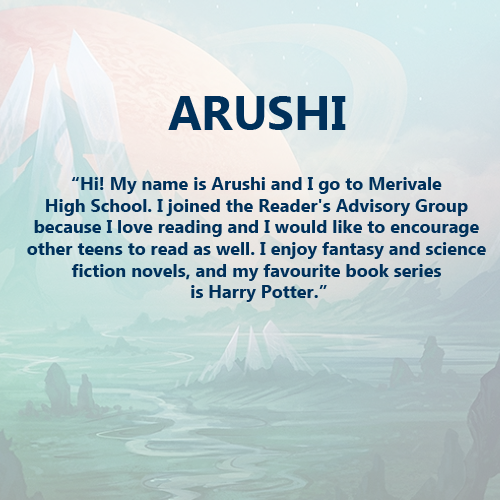 ARUSHI
“Hi! My name is Arushi and I go to Merivale
High School. I joined the Reader's Advisory Group
because I love reading and I would like to encourage
other teens to read as well. I enjoy fantasy and science
fiction novels, and my favourite book series
is Harry Potter.”